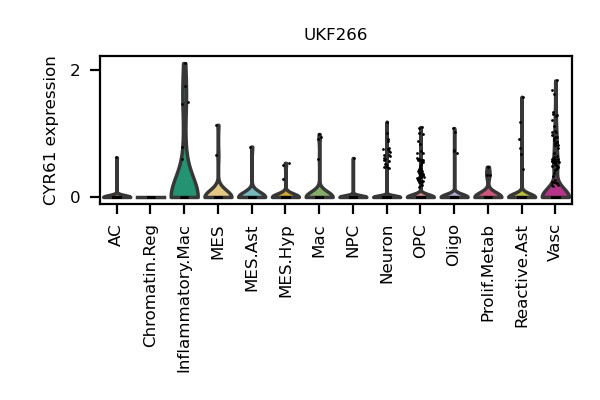 UKF266
CYR61 expression
2
0
AC
Chromatin.Reg
Inflammatory.Mac
MES
MES.Ast
MES.Hyp
Mac
NPC
Neuron
OPC
Oligo
Prolif.Metab
Reactive.Ast
Vasc